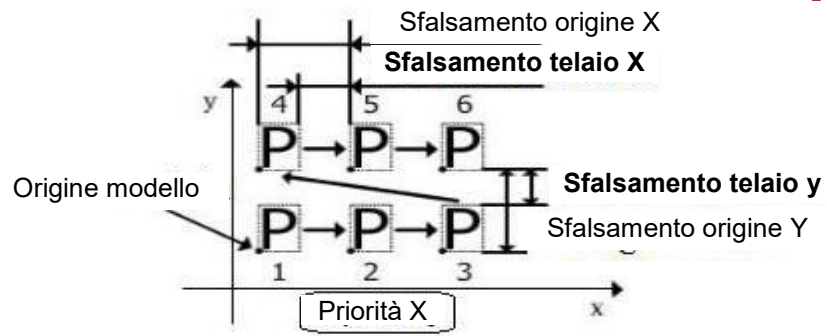 Sfalsamento origine X
Sfalsamento telaio X
y
4 5 6
P P P
Origine modello
Sfalsamento telaio y
P P P
Sfalsamento origine Y
1 2 3
Priorità X
x